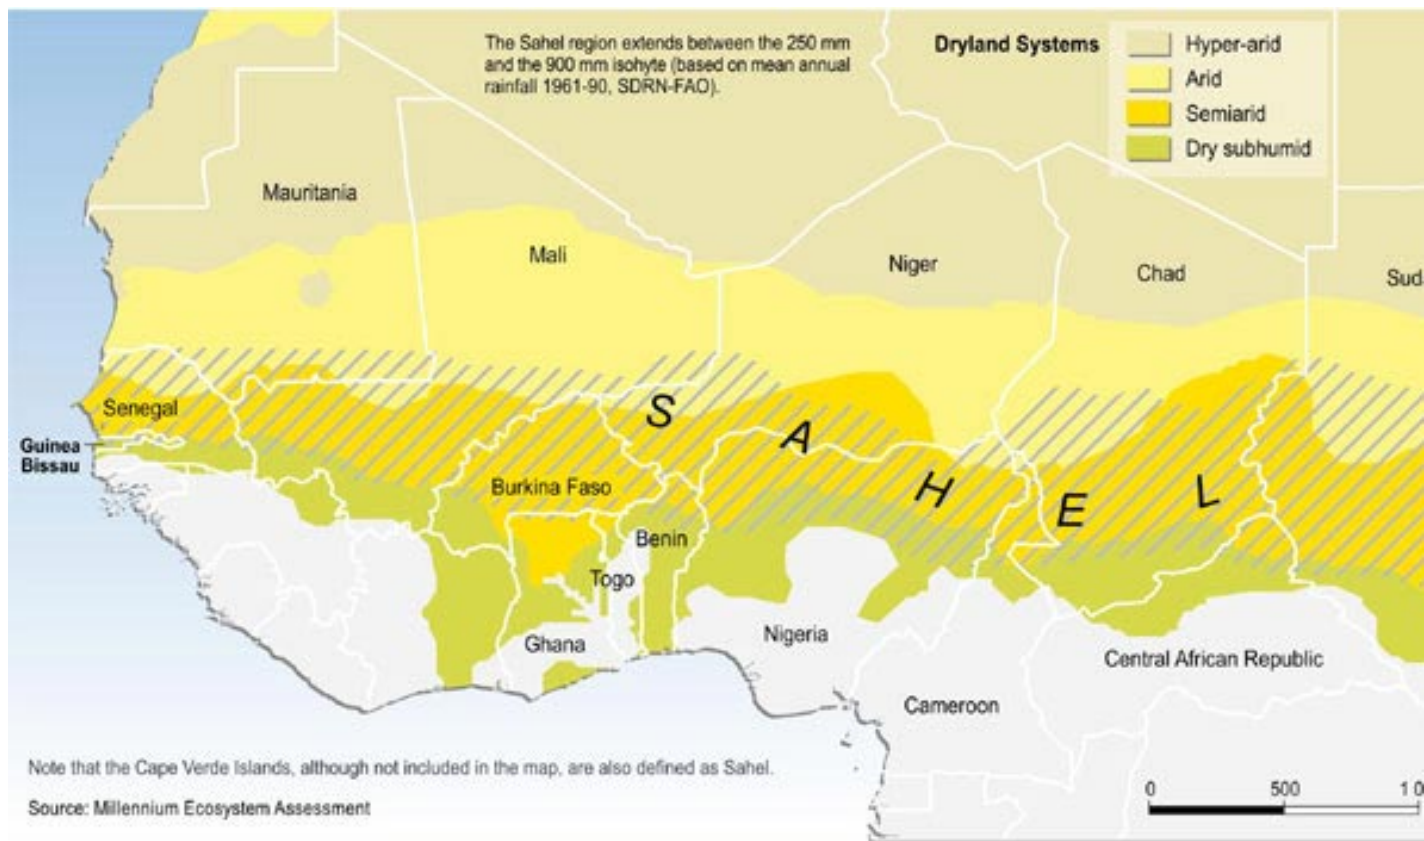 The Sahel region extends between the 250 mm
and the 900 mm isohyte (based on mean annual
rainfall 1961-90, SDRN-FAO).
Dryland Systems
Hyper-arid
Arid
Semiarid
Dry subhumid
Mauritania
Mali
Niger
Chad
Sud
SAHEL
Senegal
Guinea
Bissau
Burkina Faso
Benin
Togo
Ghana
Nigeria
Central African Republic
Cameroon
Note that the Cape Verde Islands, although not included in the map, are also defined as Sahel.
Source: Millennium Ecosystem Assessment
0 500 1 0